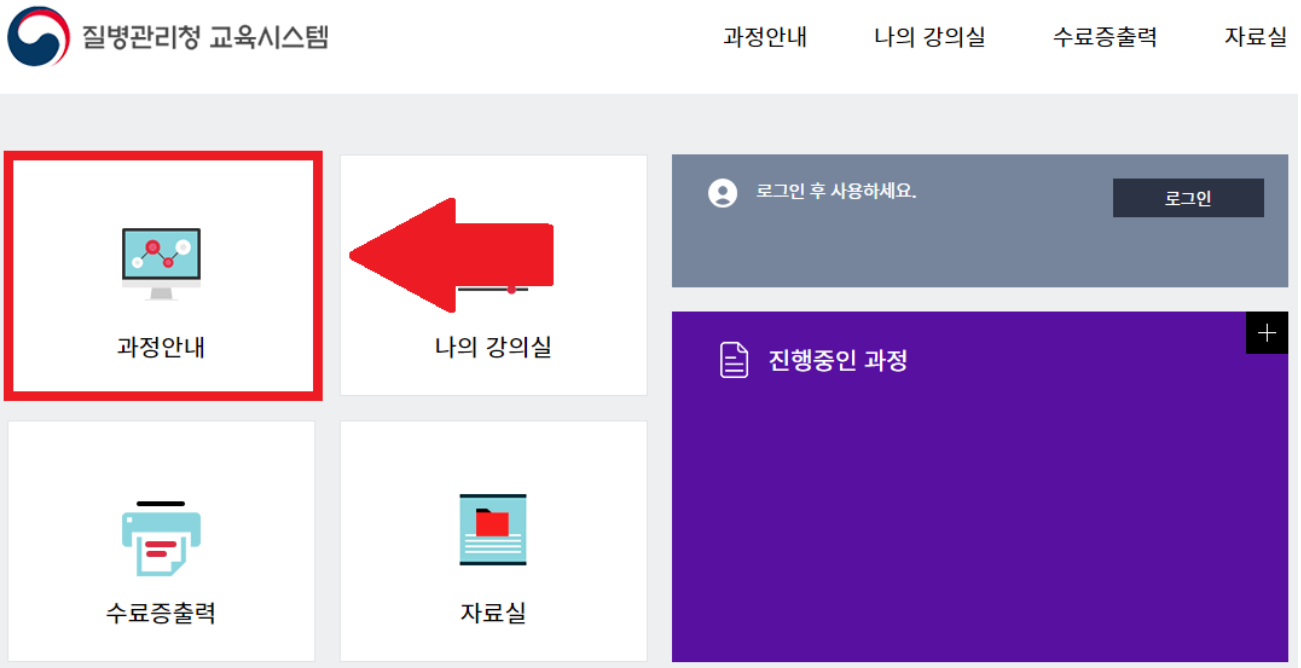 질병관리청 교육시스템
과정안내 나의 강의실 수료증출력 자료실
과정안내
나의 강의실
로그인 후 사용하세요.
로그인
진행중인 과정
수료증출력
자료실